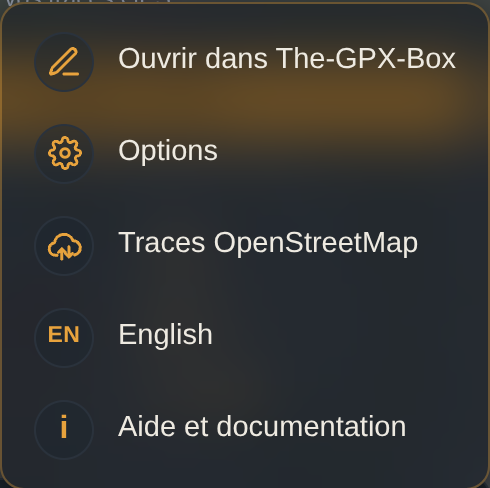 Ouvrir dans The-GPX-Box
Options
Traces OpenStreetMap
EN English
i Aide et documentation